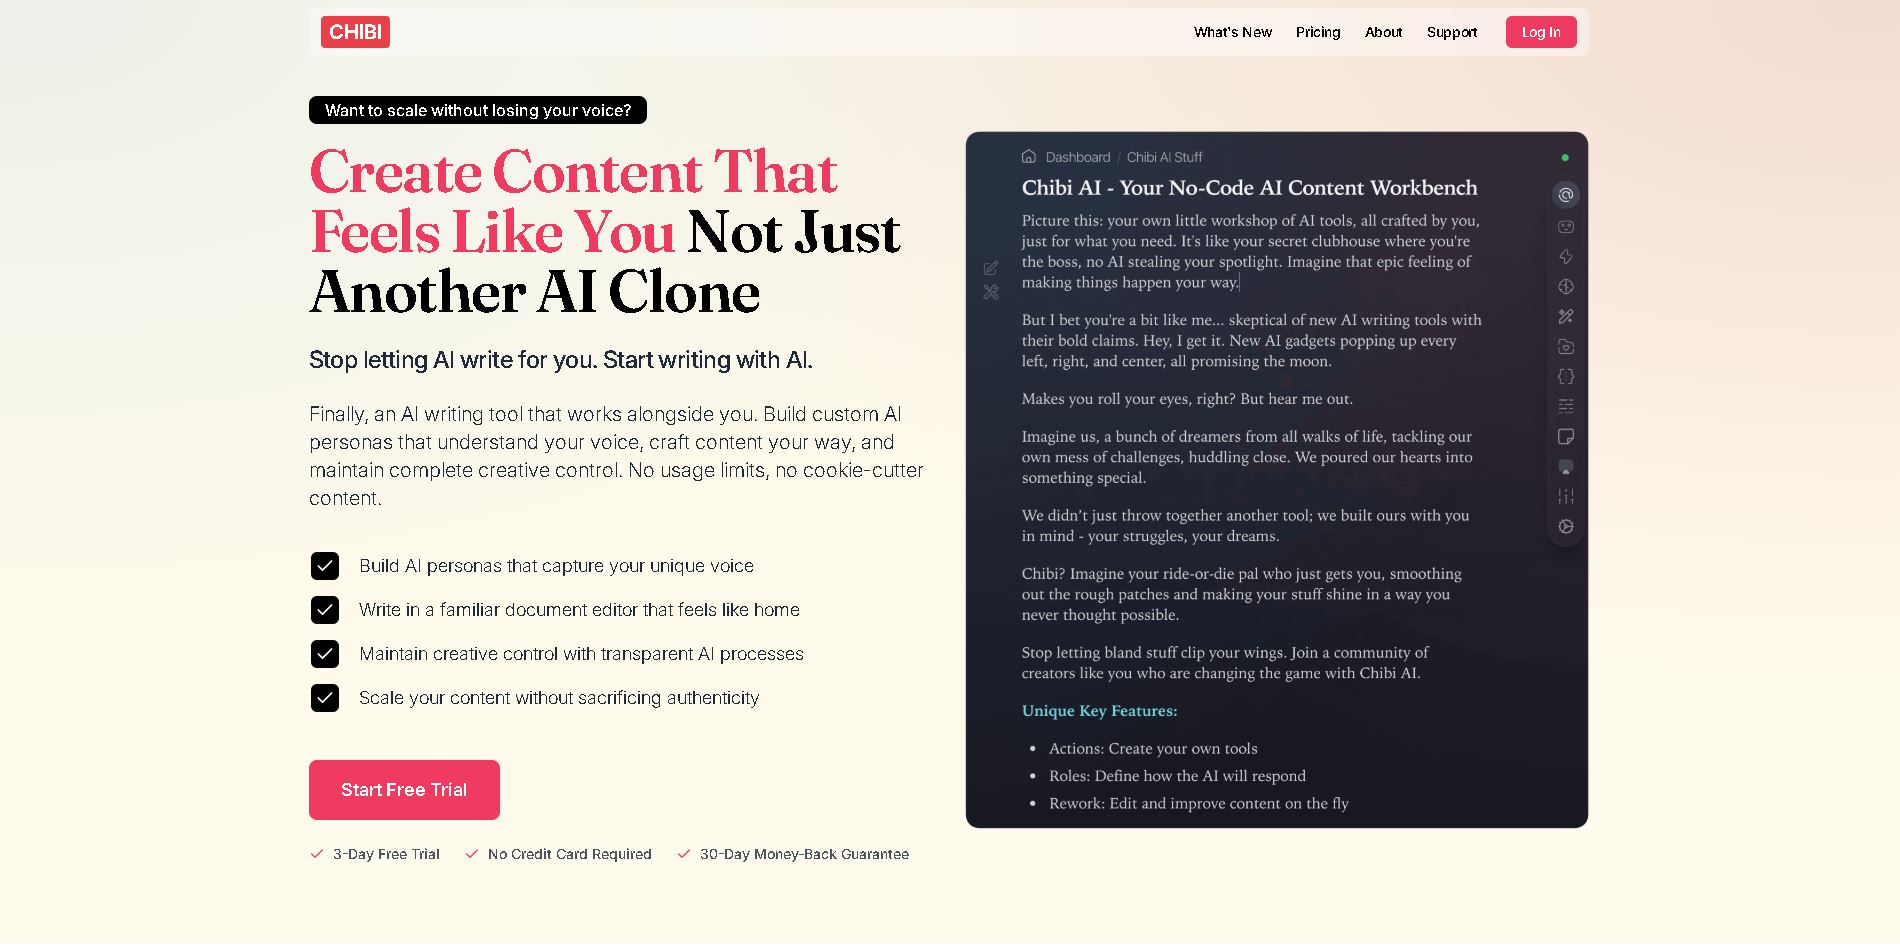 CHIBI
What's New
Pricing
About
Support
Log In
Want to scale without losing your voice?
Create Content That
Feels Like You Not Just
Another AI Clone
Stop letting AI write for you. Start writing with AI.
Finally, an AI writing tool that works alongside you. Build custom AI
personas that understand your voice, craft content your way, and
maintain complete creative control. No usage limits, no cookie-cutter
content.
Build AI personas that capture your unique voice
Write in a familiar document editor that feels like home
Maintain creative control with transparent AI processes
Scale your content without sacrificing authenticity
Start Free Trial
3-Day Free Trial
No Credit Card Required
30-Day Money-Back Guarantee
Dashboard / Chibi AI Stuff
Chibi AI - Your No-Code AI Content Workbench
Picture this: your own little workshop of AI tools, all crafted by you,
just for what you need. It's like your secret clubhouse where you're
the boss, no AI stealing your spotlight. Imagine that epic feeling of
making things happen your way.
But I bet you're a bit like me... skeptical of new AI writing tools with
their bold claims. Hey, I get it. New AI gadgets popping up every
left, right, and center, all promising the moon.
Makes you roll your eyes, right? But hear me out.
Imagine us, a bunch of dreamers from all walks of life, tackling our
own mess of challenges, huddling close. We poured our hearts into
something special.
We didn’t just throw together another tool; we built ours with you
in mind - your struggles, your dreams.
Chibi? Imagine your ride-or-die pal who just gets you, smoothing
out the rough patches and making your stuff shine in a way you
never thought possible.
Stop letting bland stuff clip your wings. Join a community of
creators like you who are changing the game with Chibi AI.
Unique Key Features:
• Actions: Create your own tools
• Roles: Define how the AI will respond
• Rework: Edit and improve content on the fly